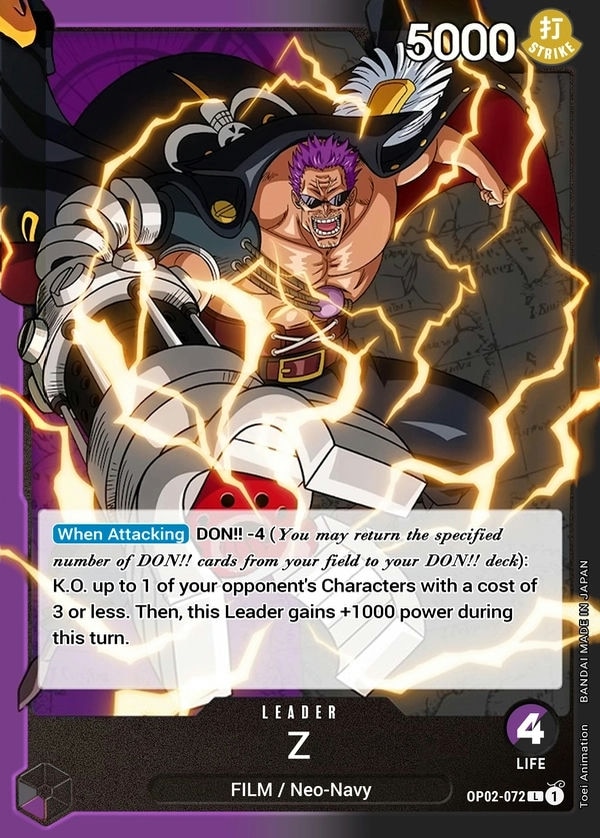 5000
打
STRIKE
When Attacking DON!! -4 (You may return the specified
number of DON!! cards from your field to your DON!! deck):
K.O. up to 1 of your opponent's Characters with a cost of
3 or less. Then, this Leader gains +1000 power during
this turn.
LEADER
Z
4
LIFE
FILM / Neo-Navy
OP02-072 L 1
Toei Animation BANDAI MADE IN JAPAN